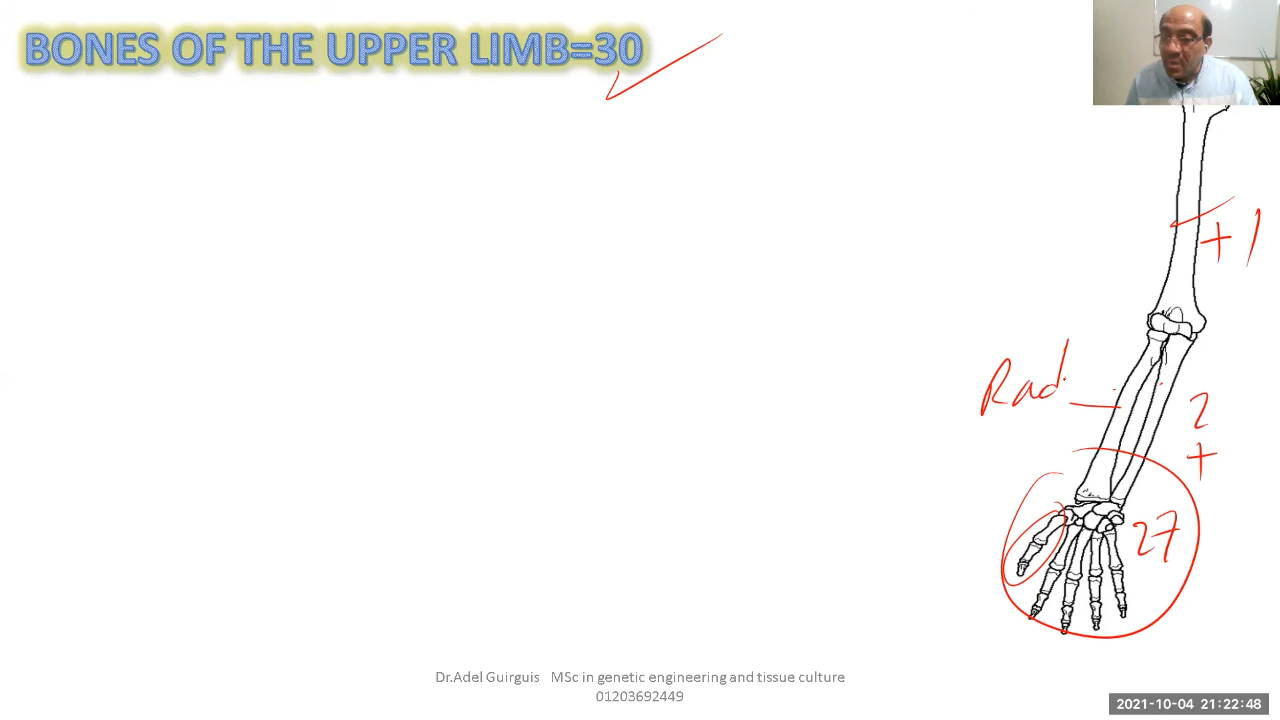 BONES OF THE UPPER LIMB=30
+1
Rad
2
+
27
Dr.Adel Guirguis MSc in genetic engineering and tissue culture
01203692449
2021-10-04 21:22:48